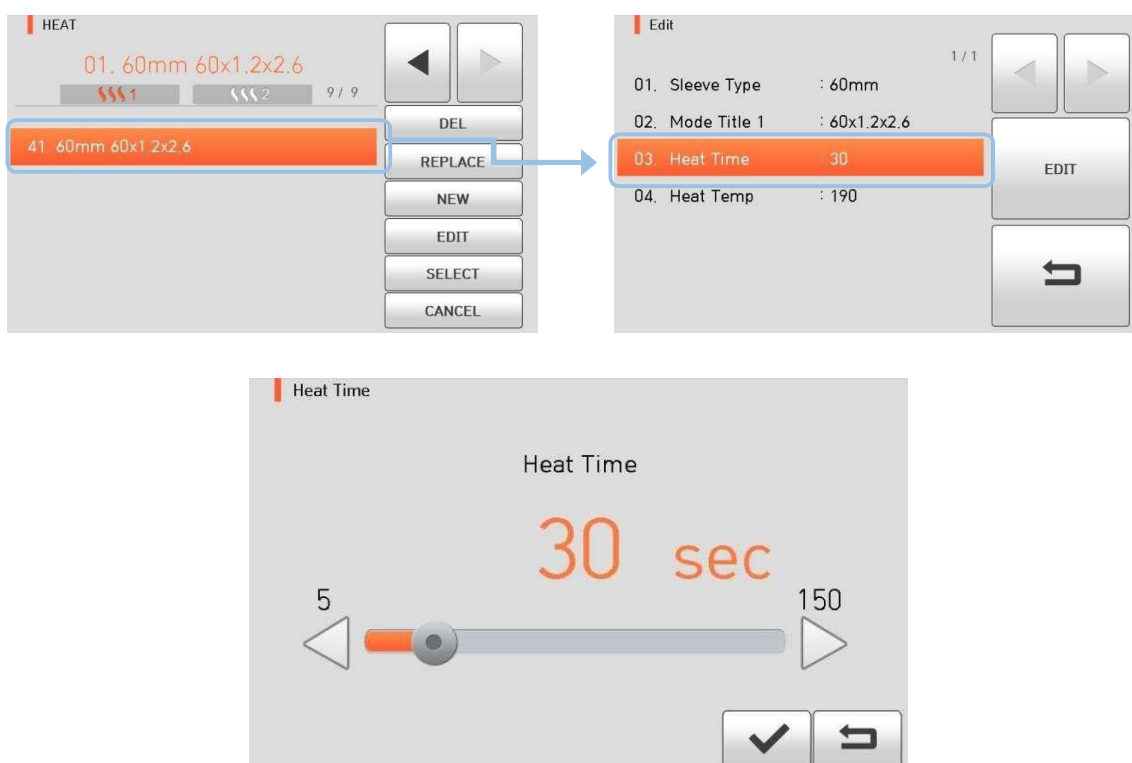 HEAT
01. 60mm 60x1.2x2.6
1 2 9/ 9
41 60mm 60x1.2x2.6
DEL
REPLACE
NEW
EDIT
SELECT
CANCEL
Edit
1 / 1
01. Sleeve Type : 60mm
02. Mode Title 1 : 60x1.2x2.6
03. Heat Time : 30
04. Heat Temp : 190
EDIT
Heat Time
Heat Time
30 sec
5 150